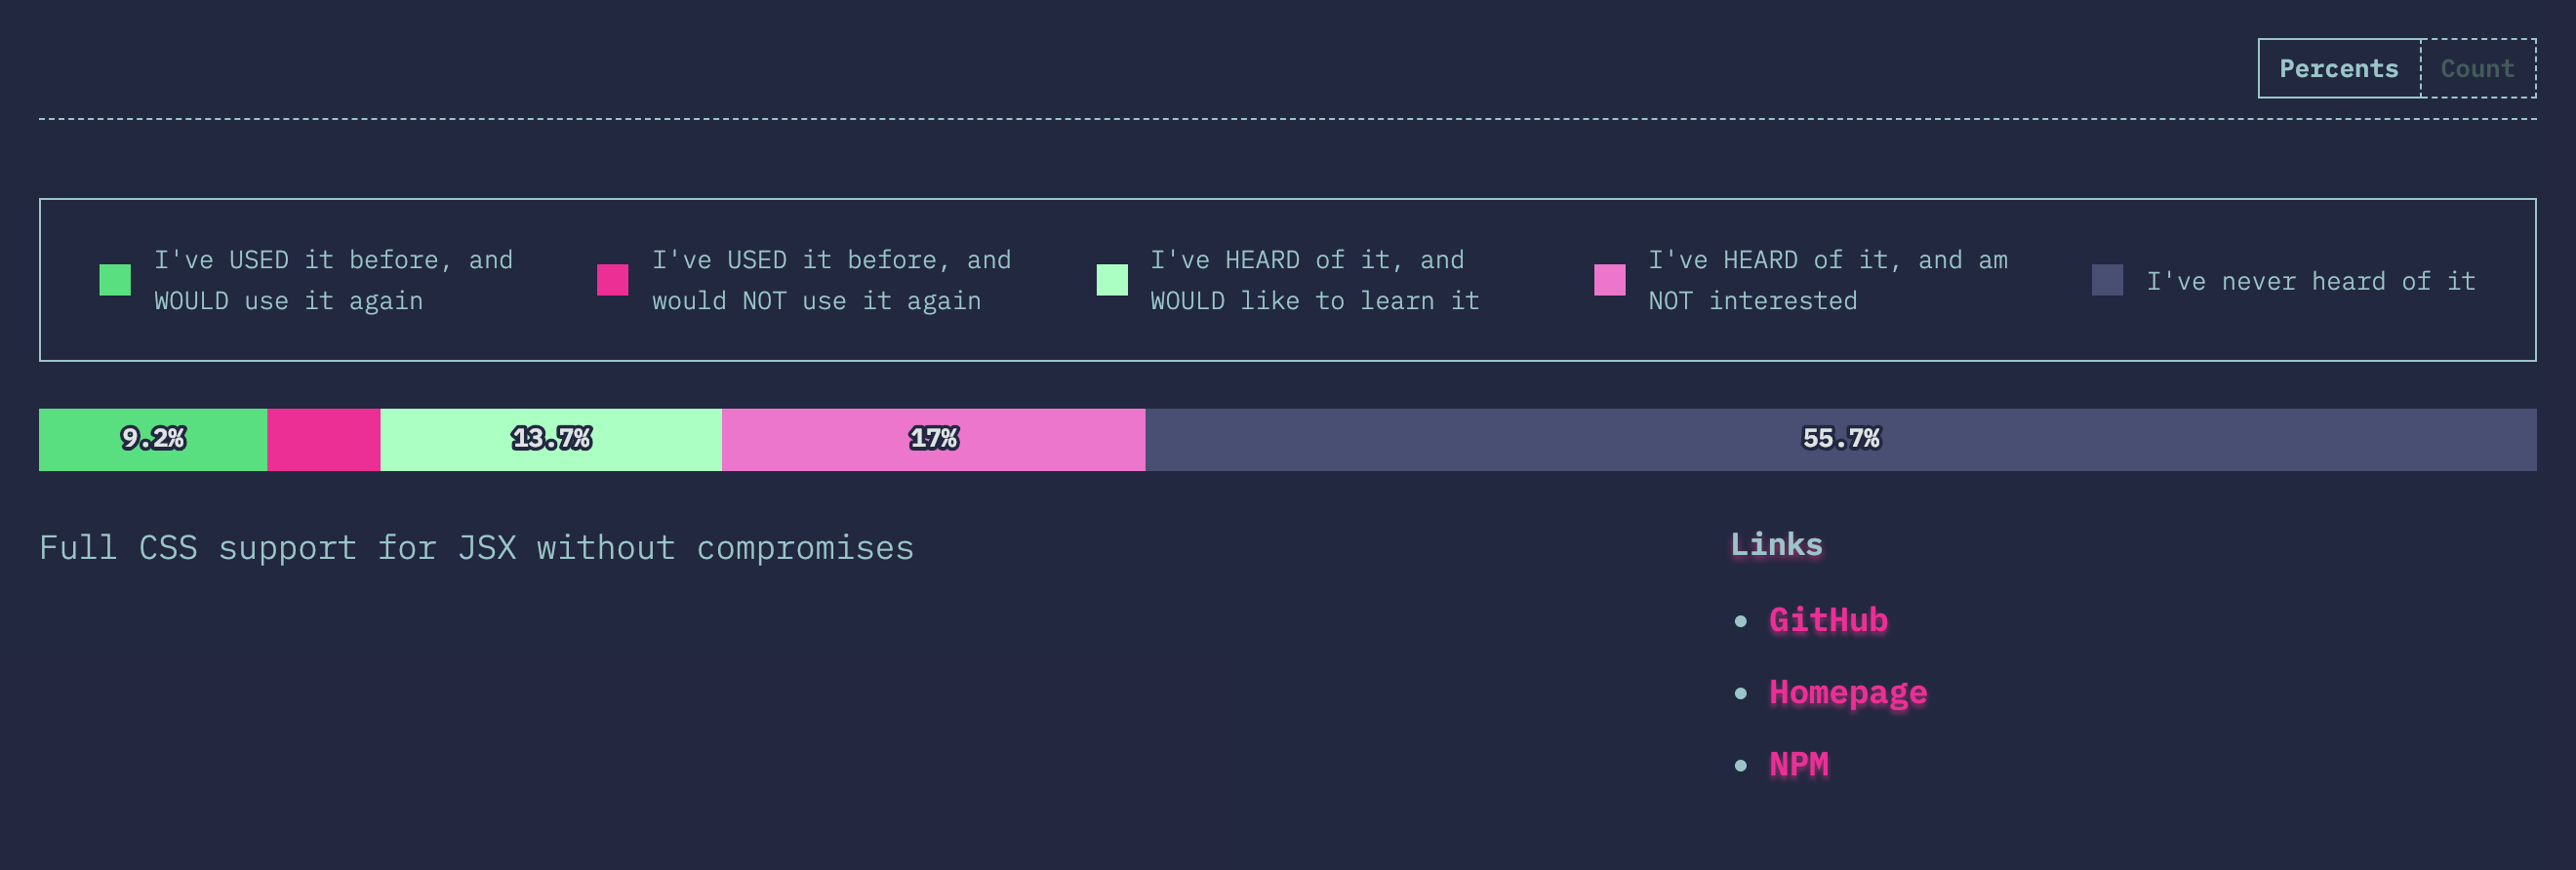 Percents
Count
I've USED it before, and
WOULD use it again
I've USED it before, and
would NOT use it again
I've HEARD of it, and
WOULD like to learn it
I've HEARD of it, and am
NOT interested
I've never heard of it
9.2%
13.7%
17%
55.7%
Full CSS support for JSX without compromises
Links
GitHub
Homepage
NPM